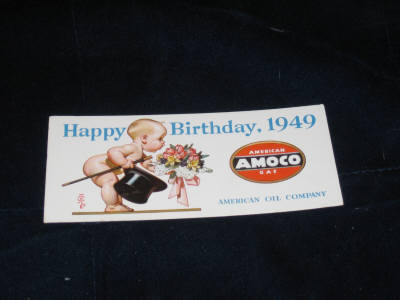 Happy Birthday, 1949
AMERICAN
AMOCO
GAS
AMERICAN OIL COMPANY